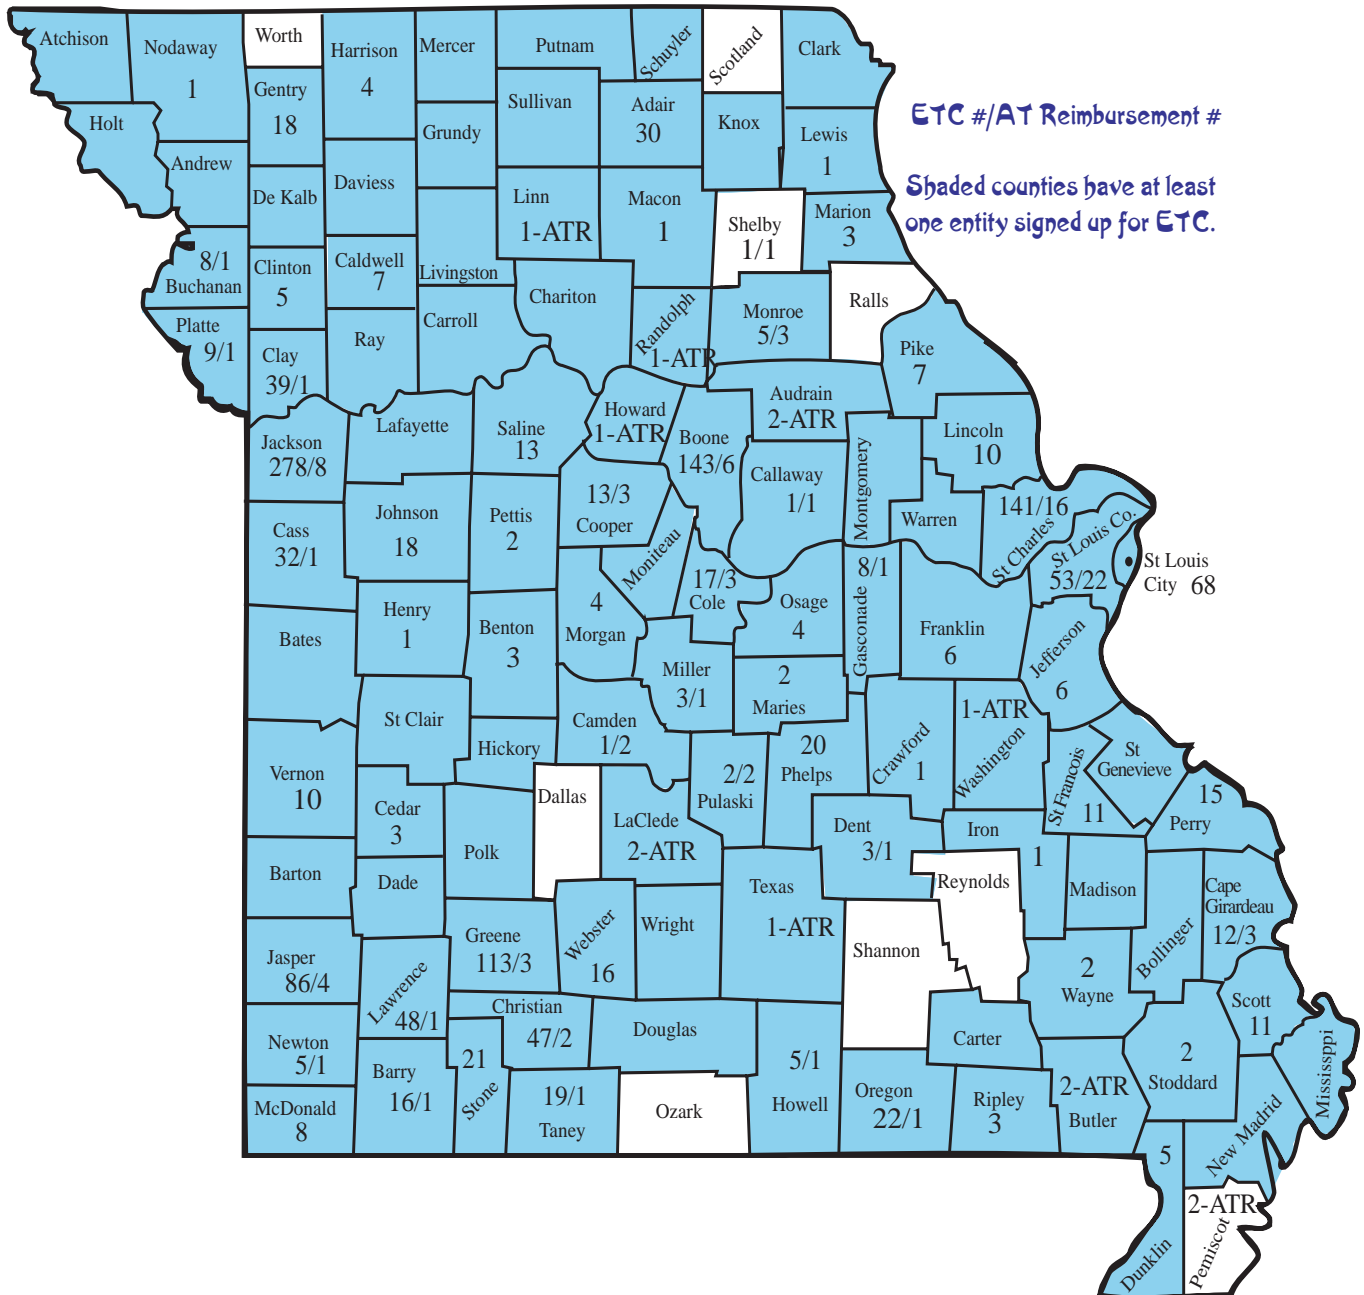 ETC #/AT Reimbursement #
Shaded counties have at least
one entity signed up for ETC.
Atchison
Nodaway
1
Worth
Harrison
4
Mercer
Putnam
Schuyler
Scotland
Clark
Holt
Gentry
18
Grundy
Sullivan
Adair
30
Knox
Lewis
1
Andrew
De Kalb
Daviess
Linn
1-ATR
Macon
1
Shelby
1/1
Marion
3
8/1
Buchanan
Clinton
5
Caldwell
7
Livingston
Chariton
Randolph
1-ATR
Monroe
5/3
Ralls
Platte
9/1
Clay
39/1
Ray
Carroll
Pike
7
Jackson
278/8
Lafayette
Saline
13
Howard
1-ATR
Boone
143/6
Audrain
2-ATR
Callaway
1/1
Montgomery
Lincoln
10
Warren
141/16
St Charles
St Louis Co.
53/22
St Louis
City 68
Cass
32/1
Johnson
18
Pettis
2
13/3
Cooper
Moniteau
17/3
Cole
Osage
4
8/1
Gasconade
Franklin
6
Jefferson
6
Bates
Henry
1
Benton
3
4
Morgan
Miller
3/1
2
Maries
St Clair
Hickory
Camden
1/2
2/2
Pulaski
20
Phelps
Crawford
1
1-ATR
Washington
St Francois
11
St
Genevieve
15
Perry
Vernon
10
Cedar
3
Polk
Dallas
LaClede
2-ATR
Dent
3/1
Iron
1
Madison
Barton
Dade
Texas
1-ATR
Reynolds
Bollinger
Cape
Girardeau
12/3
Jasper
86/4
Lawrence
48/1
Greene
113/3
Webster
16
Wright
Shannon
2
Wayne
Scott
11
Mississppi
Newton
5/1
Christian
47/2
Douglas
5/1
Howell
Carter
2
Stoddard
McDonald
8
Barry
16/1
21
Stone
19/1
Taney
Ozark
Oregon
22/1
Ripley
3
2-ATR
Butler
New Madrid
5
Dunklin
2-ATR
Pemiscot